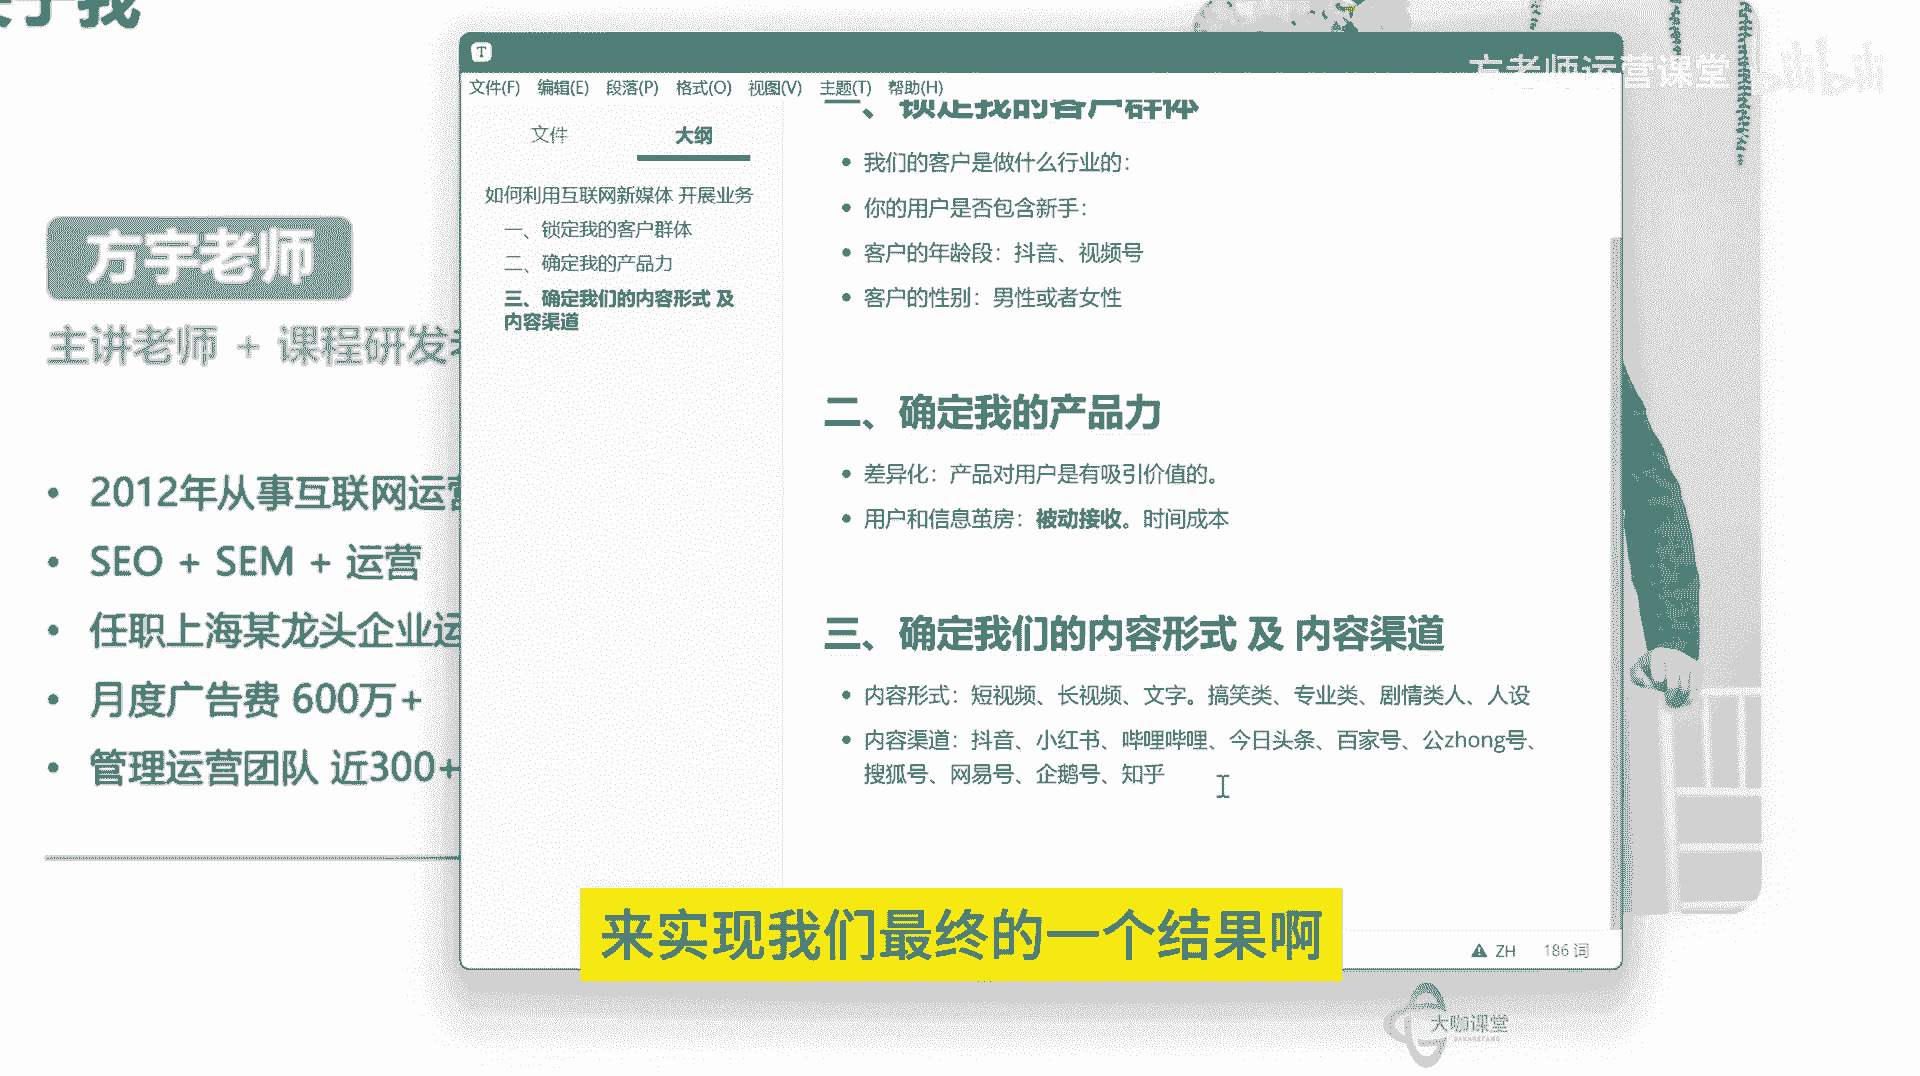 于我
方宇老师
主讲老师 + 课程研发
• 2012年从事互联网运营
• SEO + SEM + 运营
• 任职上海某龙头企业运
• 月度广告费 600万+
• 管理运营团队 近300+
T
文件(F) 编辑(E) 段落(P) 格式(O) 视图(V) 主题(T) 帮助(H)
文件 大纲
如何利用互联网新媒体 开展业务
一、锁定我的客户群体
二、确定我的产品力
三、确定我们的内容形式 及
内容渠道
一、锁定我的客户群体
• 我们的客户是做什么行业的：
• 你的用户是否包含新手：
• 客户的年龄段：抖音、视频号
• 客户的性别：男性或者女性
二、确定我的产品力
• 差异化：产品对用户是有吸引价值的。
• 用户和信息茧房：被动接收。时间成本
三、确定我们的内容形式 及 内容渠道
• 内容形式：短视频、长视频、文字。搞笑类、专业类、剧情类人、人设
• 内容渠道：抖音、小红书、哔哩哔哩、今日头条、百家号、公zhong号、
搜狐号、网易号、企鹅号、知乎
ZH 186 词
来实现我们最终的一个结果啊
方老师运营课堂 bilibili
大咖课堂